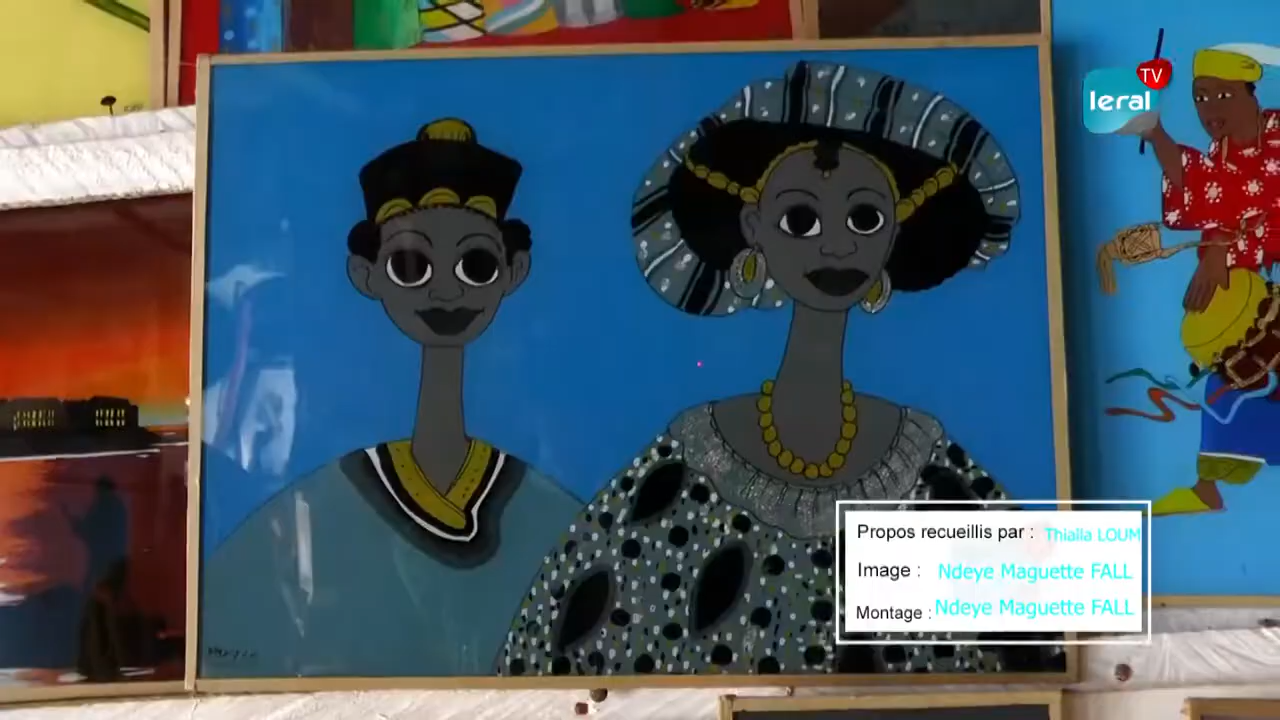 TV
leral
Propos recueillis par : Thialla LOUM
Image : Ndeye Maguette FALL
Montage : Ndeye Maguette FALL